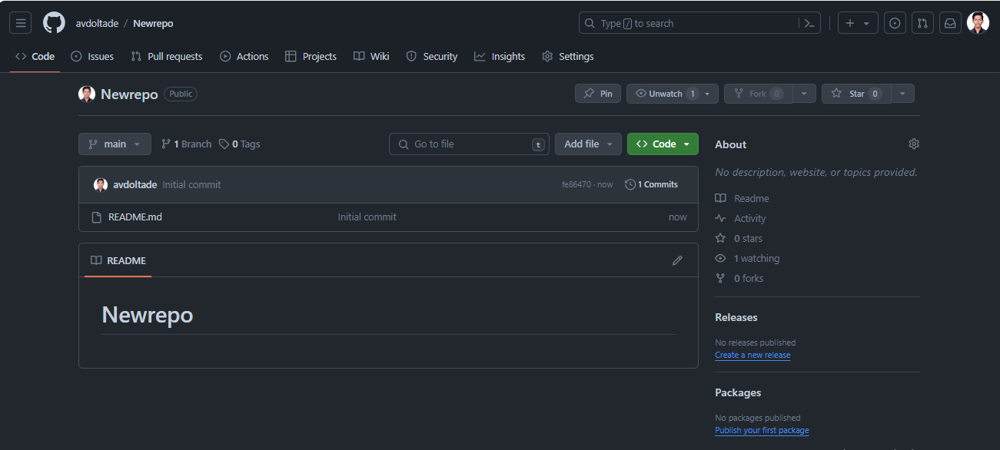 avdoltade / Newrepo
Type / to search
Code Issues Pull requests Actions Projects Wiki Security Insights Settings
Newrepo Public
Pin Unwatch 1 Fork 0 Star 0
main 1 Branch 0 Tags
Go to file t
Add file Code
avdoltade Initial commit
fe86470 · now 1 Commits
README.md Initial commit now
README
Newrepo
About
No description, website, or topics provided.
Readme
Activity
0 stars
1 watching
0 forks
Releases
No releases published
Create a new release
Packages
No packages published
Publish your first package